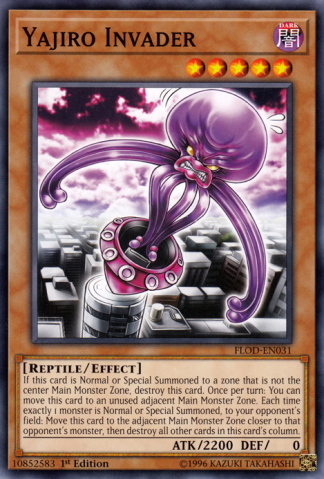 Yajiro Invader
DARK
闇
FLOD-EN031
[Reptile/Effect]
If this card is Normal or Special Summoned to a zone that is not the
center Main Monster Zone, destroy this card. Once per turn: You can
move this card to an unused adjacent Main Monster Zone. Each time
exactly 1 monster is Normal or Special Summoned, to your opponent's
field: Move this card to the adjacent Main Monster Zone closer to that
opponent's monster, then destroy all other cards in this card's column.
ATK/2200 DEF/ 0
10852583 1st Edition ©1996 KAZUKI TAKAHASHI